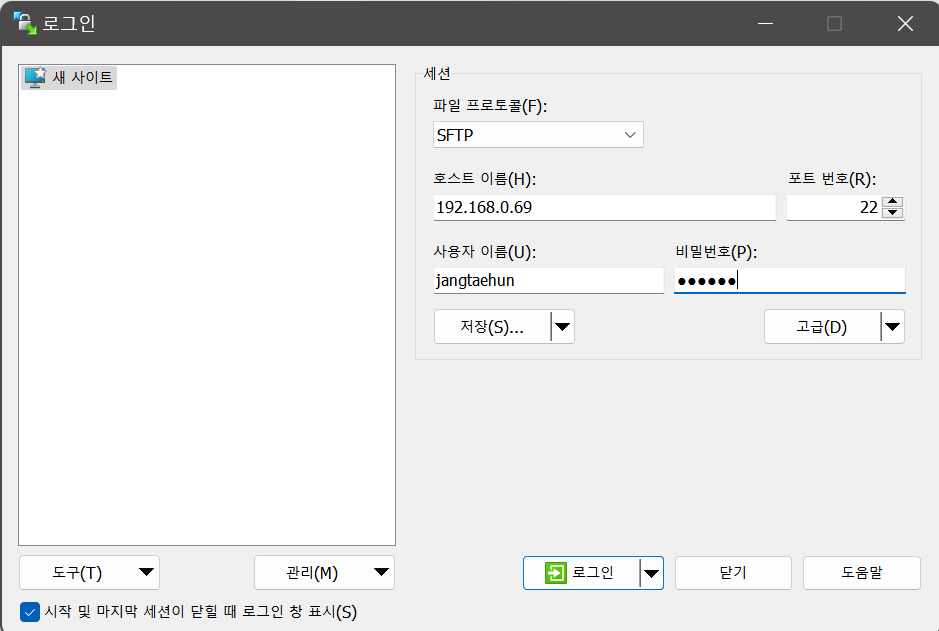 로그인
새 사이트
세션
파일 프로토콜(F):
SFTP
호스트 이름(H):
포트 번호(R):
192.168.0.69
22
사용자 이름(U):
비밀번호(P):
jangtaehun
●●●●●●
저장(S)...
고급(D)
도구(T)
관리(M)
로그인
닫기
도움말
시작 및 마지막 세션이 닫힐 때 로그인 창 표시(S)